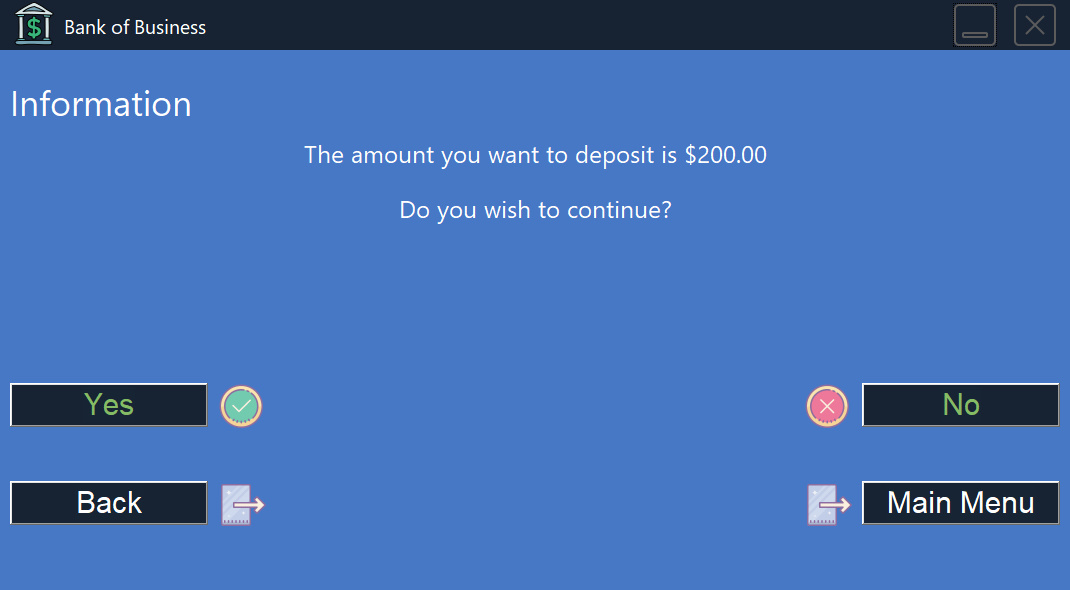 Bank of Business
Information
The amount you want to deposit is $200.00
Do you wish to continue?
Yes
No
Back
Main Menu